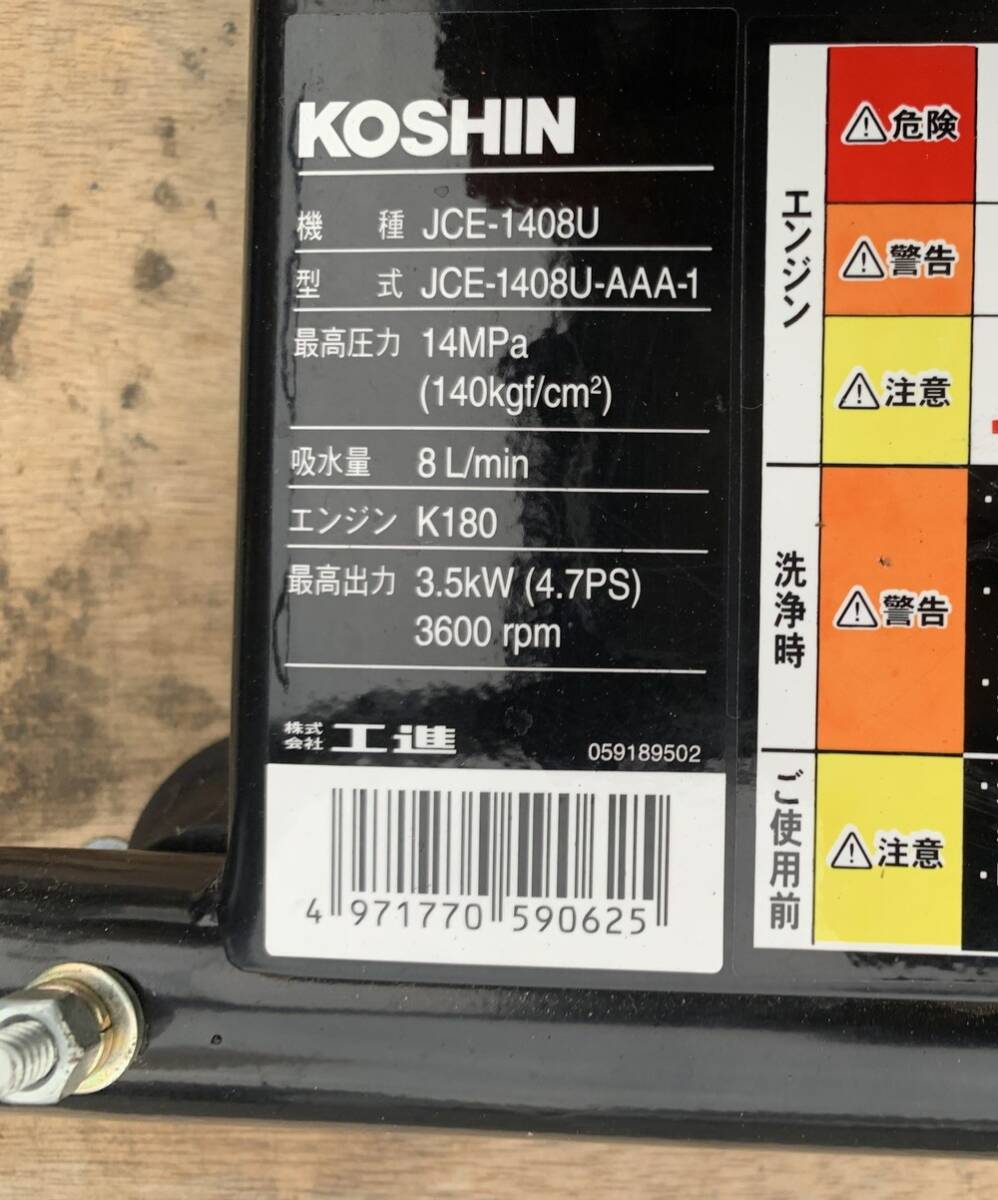 KOSHIN
機 種 JCE-1408U
型 式 JCE-1408U-AAA-1
最高圧力 14MPa
(140kgf/cm²)
吸水量 8 L/min
エンジン K180
最高出力 3.5kW (4.7PS)
3600 rpm
株式会社 工進 059189502
4 971770 590625
エンジン
危険
警告
注意
洗浄時
警告
ご使用前
注意